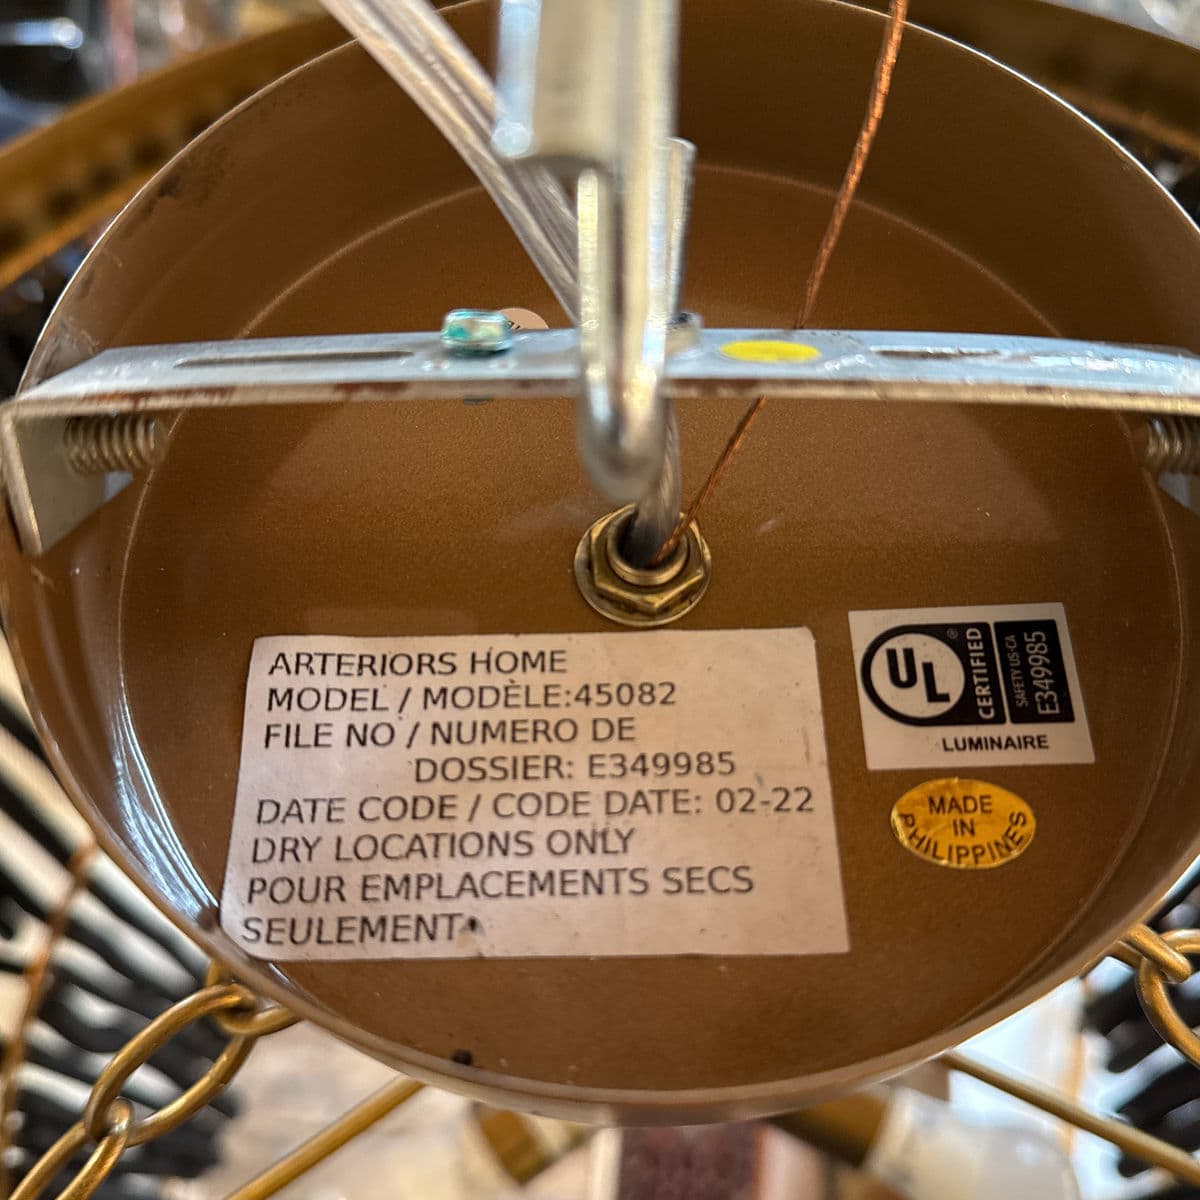 ARTERIORS HOME
MODEL / MODÈLE:45082
FILE NO / NUMERO DE
DOSSIER: E349985
DATE CODE / CODE DATE: 02-22
DRY LOCATIONS ONLY
POUR EMPLACEMENTS SECS
SEULEMENT
UL
®
CERTIFIED
SAFETY US-CA
E349985
LUMINAIRE
MADE
IN
PHILIPPINES